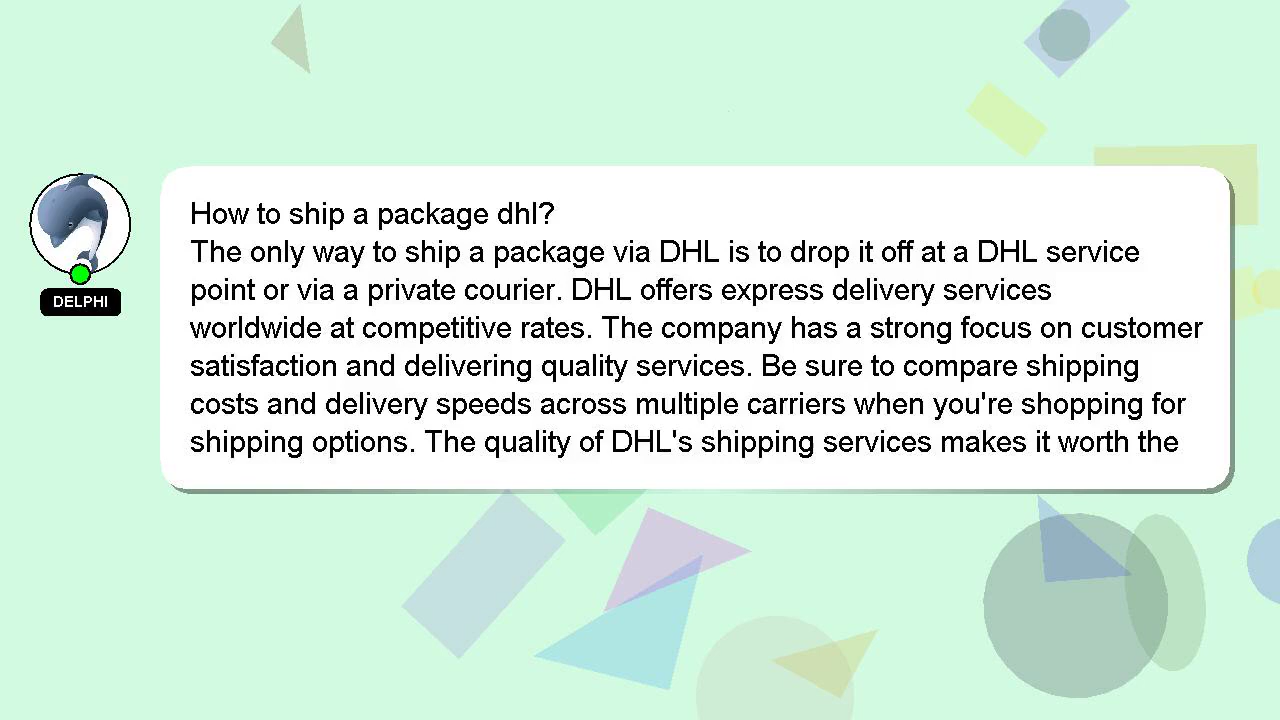 How to ship a package dhl?
The only way to ship a package via DHL is to drop it off at a DHL service
point or via a private courier. DHL offers express delivery services
worldwide at competitive rates. The company has a strong focus on customer
satisfaction and delivering quality services. Be sure to compare shipping
costs and delivery speeds across multiple carriers when you're shopping for
shipping options. The quality of DHL's shipping services makes it worth the
DELPHI